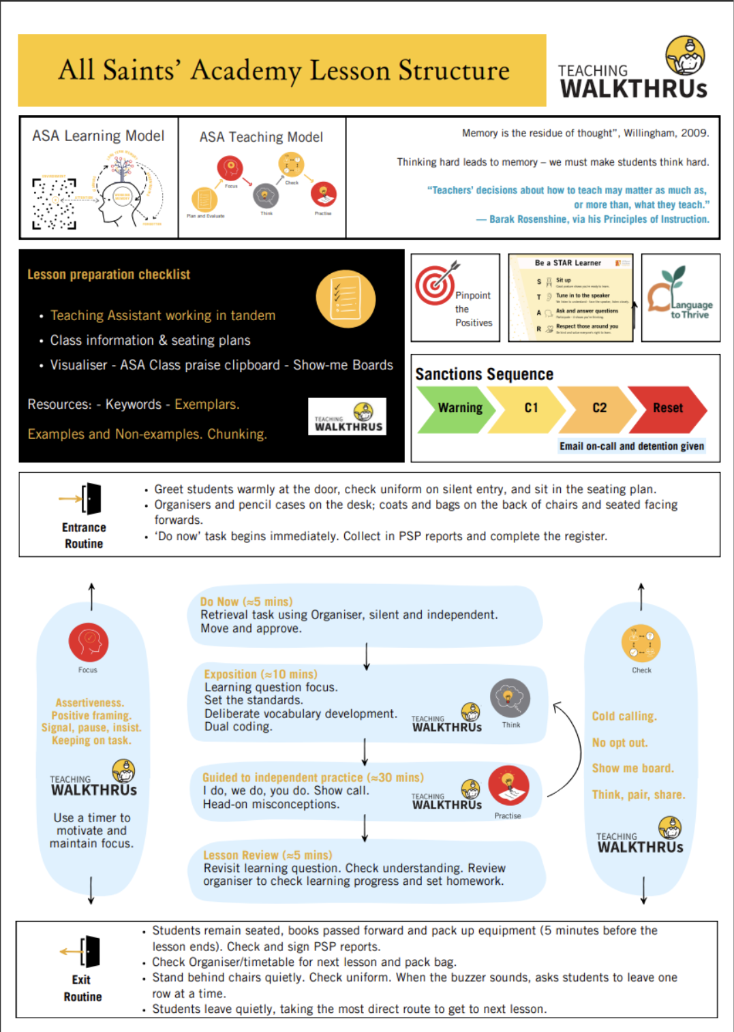 All Saints' Academy Lesson Structure
TEACHING
WALKTHRUs
ASA Learning Model
ASA Teaching Model
Focus
Check
Plan and Evaluate
Think
Practise
Memory is the residue of thought”, Willingham, 2009.
Thinking hard leads to memory – we must make students think hard.
“Teachers' decisions about how to teach may matter as much as,
or more than, what they teach.”
— Barak Rosenshine, via his Principles of Instruction.
Lesson preparation checklist
• Teaching Assistant working in tandem
• Class information & seating plans
• Visualiser - ASA Class praise clipboard - Show-me Boards
Resources: - Keywords - Exemplars.
Examples and Non-examples. Chunking.
TEACHING
WALKTHRUS
Pinpoint
the
Positives
Be a STAR Learner
S Sit up
T Tune in to the speaker
A Ask and answer questions
R Respect those around you
Language
to Thrive
Sanctions Sequence
Warning
C1
C2
Reset
Email on-call and detention given
Entrance
Routine
• Greet students warmly at the door, check uniform on silent entry, and sit in the seating plan.
• Organisers and pencil cases on the desk; coats and bags on the back of chairs and seated facing
forwards.
• ‘Do now’ task begins immediately. Collect in PSP reports and complete the register.
Focus
Assertiveness.
Positive framing.
Signal, pause, insist.
Keeping on task.
TEACHING
WALKTHRUs
Use a timer to
motivate and
maintain focus.
Do Now (≈5 mins)
Retrieval task using Organiser, silent and independent.
Move and approve.
Exposition (≈10 mins)
Learning question focus.
Set the standards.
Deliberate vocabulary development.
Dual coding.
TEACHING
WALKTHRUs
Think
Guided to independent practice (≈30 mins)
I do, we do, you do. Show call.
Head-on misconceptions.
TEACHING
WALKTHRUs
Practise
Lesson Review (≈5 mins)
Revisit learning question. Check understanding. Review
organiser to check learning progress and set homework.
Check
Cold calling.
No opt out.
Show me board.
Think, pair, share.
TEACHING
WALKTHRUs
Exit
Routine
• Students remain seated, books passed forward and pack up equipment (5 minutes before the
lesson ends). Check and sign PSP reports.
• Check Organiser/timetable for next lesson and pack bag.
• Stand behind chairs quietly. Check uniform. When the buzzer sounds, asks students to leave one
row at a time.
• Students leave quietly, taking the most direct route to get to next lesson.